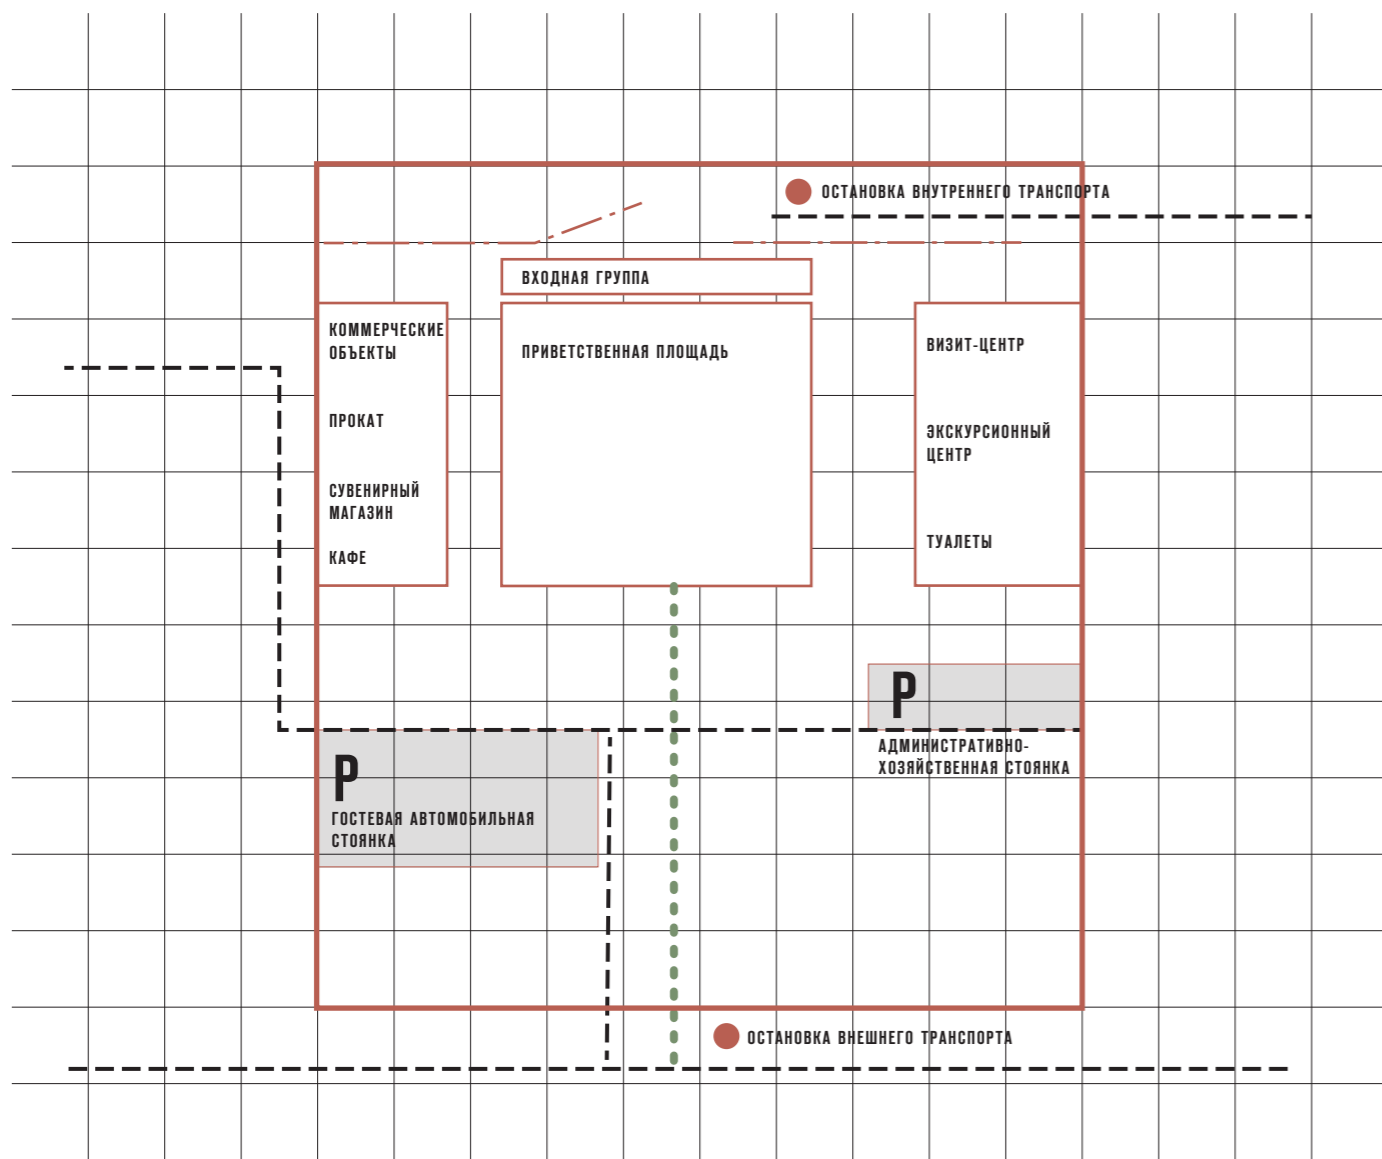 ОСТАНОВКА ВНУТРЕННЕГО ТРАНСПОРТА
ВХОДНАЯ ГРУППА
КОММЕРЧЕСКИЕ
ОБЪЕКТЫ
ПРОКАТ
СУВЕНИРНЫЙ
МАГАЗИН
КАФЕ
ПРИВЕТСТВЕННАЯ ПЛОЩАДЬ
ВИЗИТ-ЦЕНТР
ЭКСКУРСИОННЫЙ
ЦЕНТР
ТУАЛЕТЫ
Р
АДМИНИСТРАТИВНО-
ХОЗЯЙСТВЕННАЯ СТОЯНКА
Р
ГОСТЕВАЯ АВТОМОБИЛЬНАЯ
СТОЯНКА
ОСТАНОВКА ВНЕШНЕГО ТРАНСПОРТА